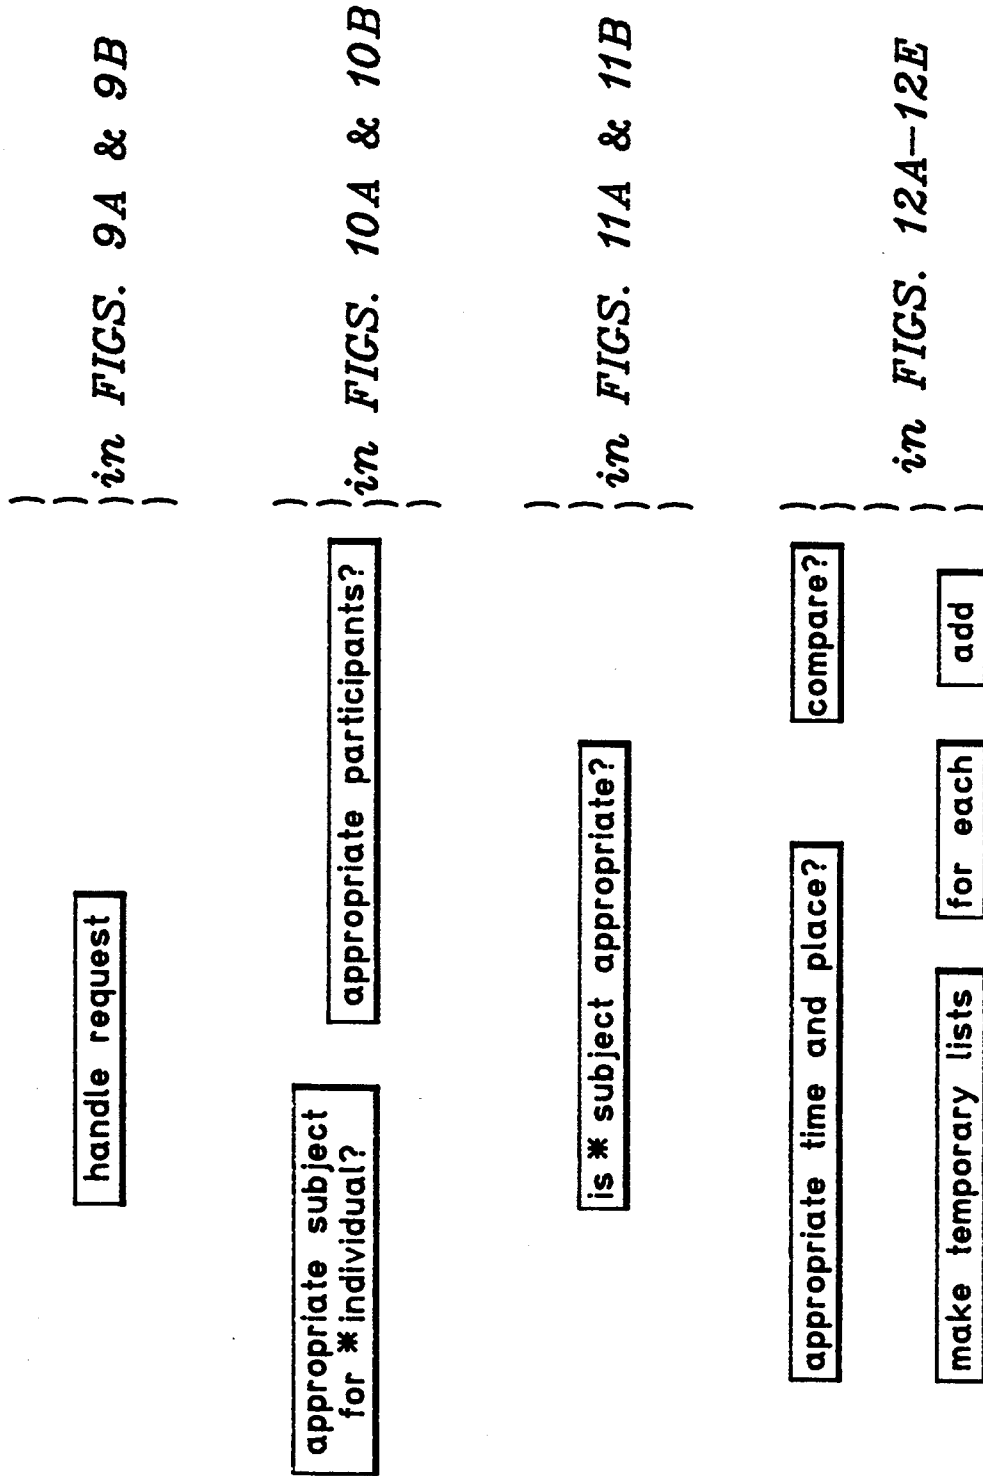 handle request
in FIGS. 9A & 9B
appropriate subject
for *individual?
appropriate participants?
in FIGS. 10A & 10B
is * subject appropriate?
in FIGS. 11A & 11B
appropriate time and place?
compare?
in FIGS. 12A-12E
make temporary lists
for each
add